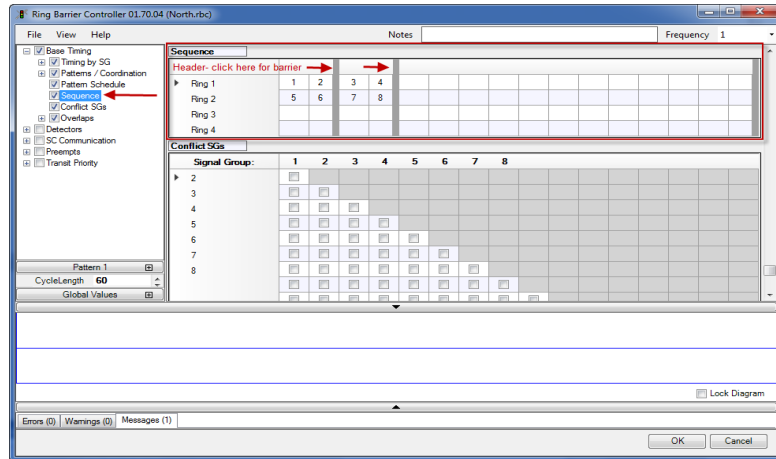 Ring Barrier Controller 01.70.04 (North.rbc)
File View Help Notes Frequency 1
Base Timing
Timing by SG
Patterns / Coordination
Pattern Schedule
Sequence
Conflict SGs
Overlaps
Detectors
SC Communication
Preempts
Transit Priority
Pattern 1
CycleLength 60
Global Values
Sequence
Header- click here for barrier
Ring 1 1 2 3 4
Ring 2 5 6 7 8
Ring 3
Ring 4
Conflict SGs
Signal Group: 1 2 3 4 5 6 7 8
2
3
4
5
6
7
8
Lock Diagram
Errors (0) Warnings (0) Messages (1)
OK Cancel